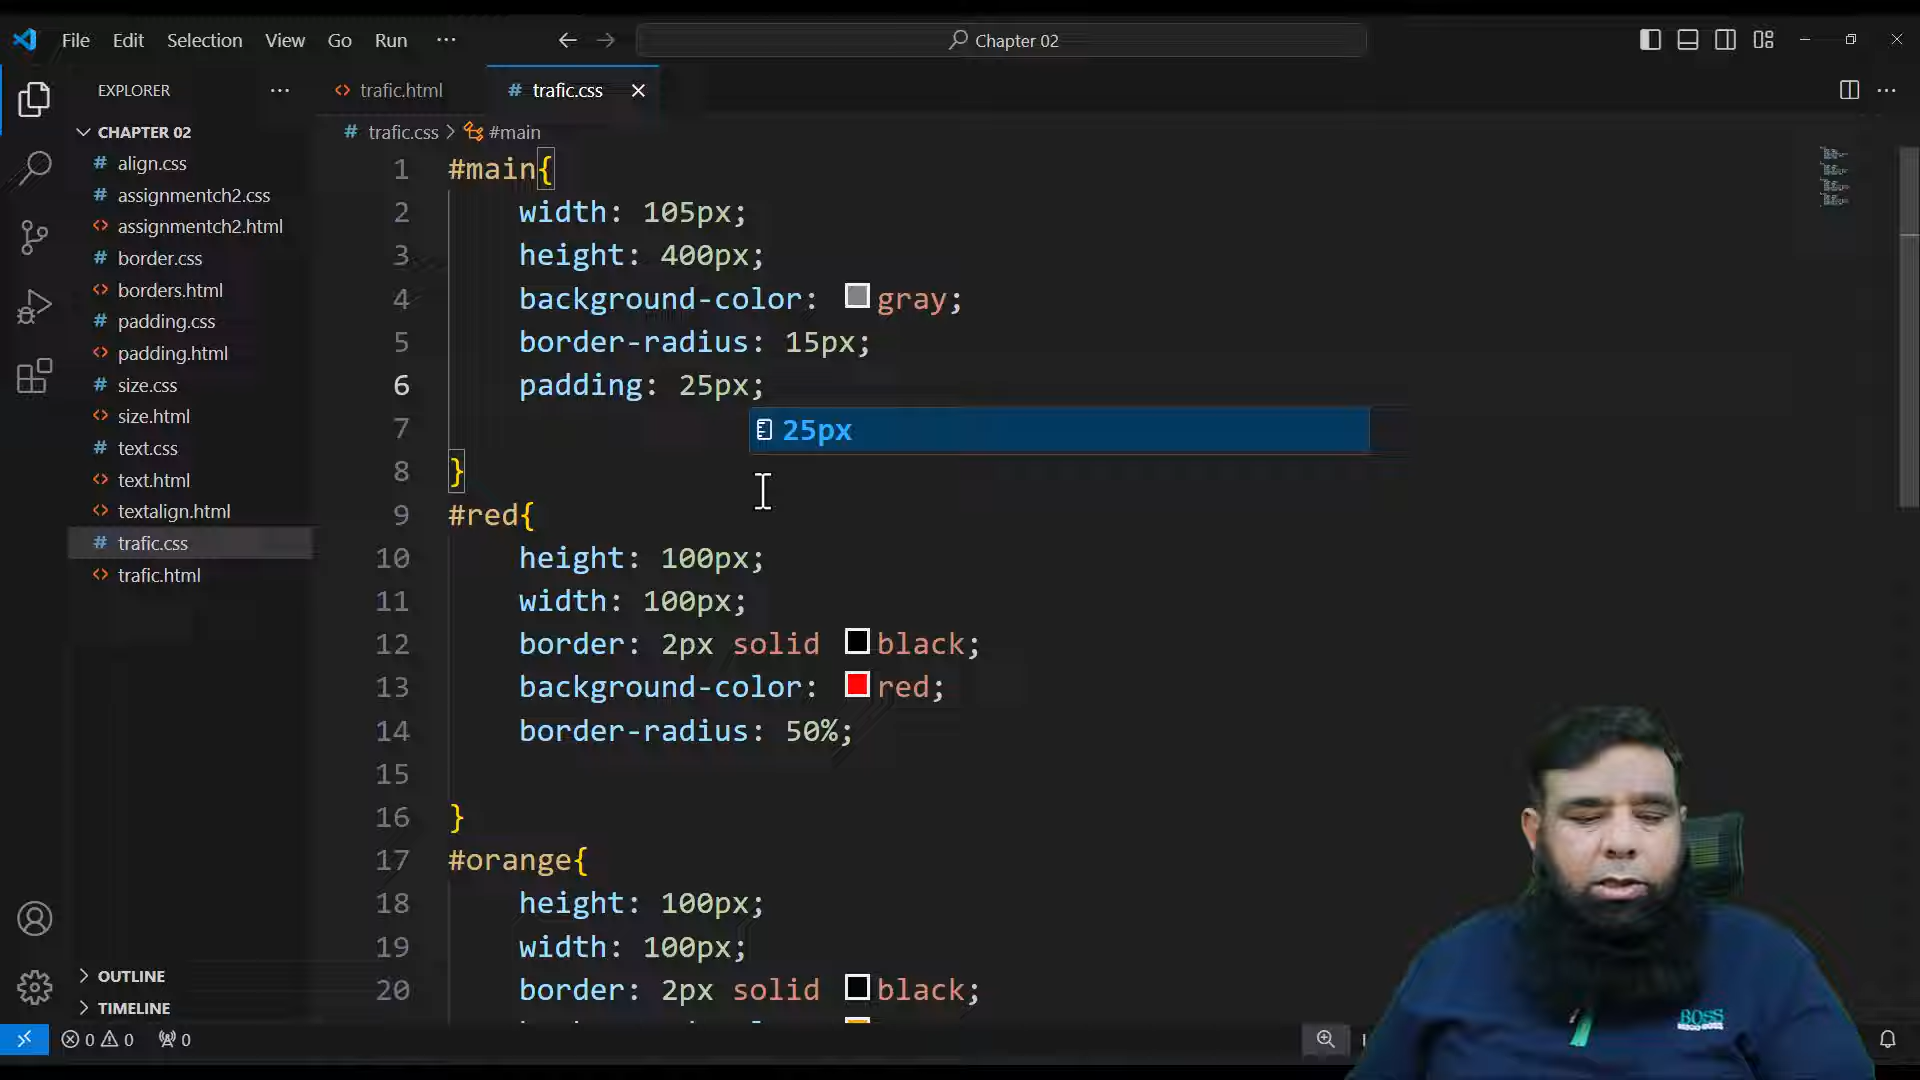 File Edit Selection View Go Run ··· Chapter 02
EXPLORER ···
CHAPTER 02
# align.css
# assignmentch2.css
<> assignmentch2.html
# border.css
<> borders.html
# padding.css
<> padding.html
# size.css
<> size.html
# text.css
<> text.html
<> textalign.html
# trafic.css
<> trafic.html
OUTLINE
TIMELINE
<> trafic.html # trafic.css
# trafic.css > #main
1 #main{
2 width: 105px;
3 height: 400px;
4 background-color: gray;
5 border-radius: 15px;
6 padding: 25px;
25px
7
8 }
9 #red{
10 height: 100px;
11 width: 100px;
12 border: 2px solid black;
13 background-color: red;
14 border-radius: 50%;
15
16 }
17 #orange{
18 height: 100px;
19 width: 100px;
20 border: 2px solid black;
0 0 0
BOSS
HUGO BOSS